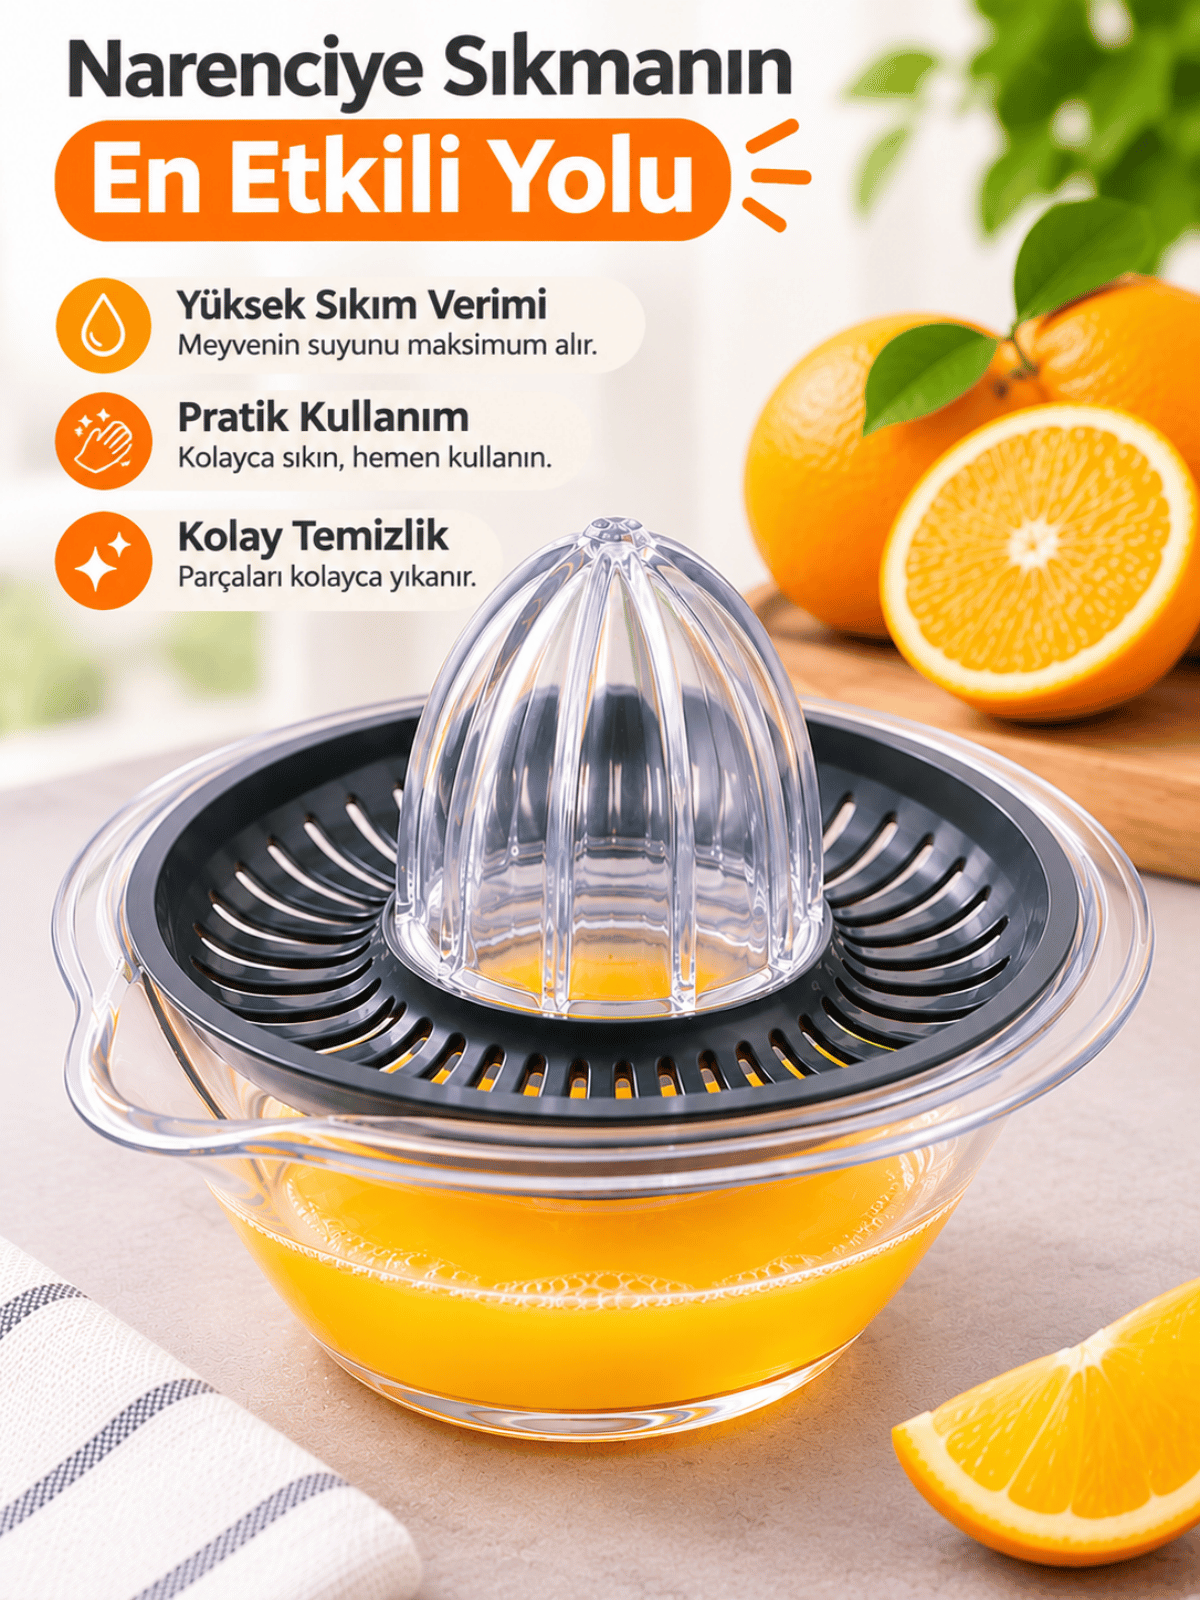 Narenciye Sıkmanın
En Etkili Yolu
Yüksek Sıkım Verimi
Meyvenin suyunu maksimum alır.
Pratik Kullanım
Kolayca sıkın, hemen kullanın.
Kolay Temizlik
Parçaları kolayca yıkanır.